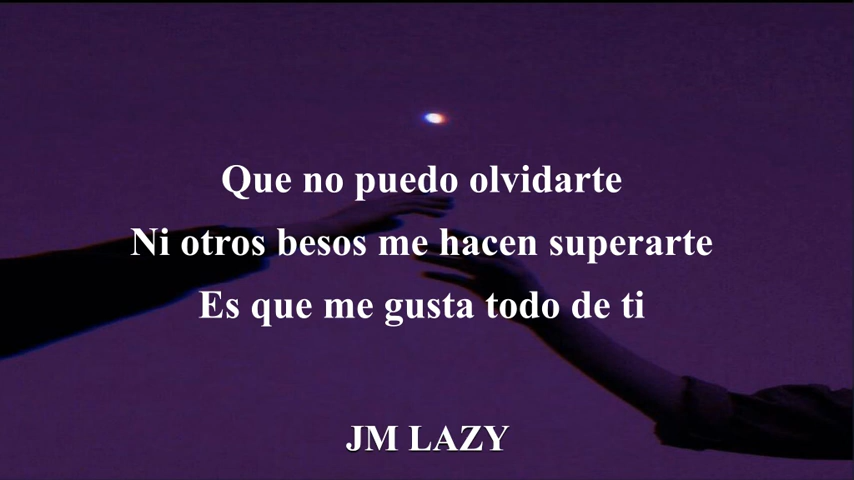 Que no puedo olvidarte
Ni otros besos me hacen superarte
Es que me gusta todo de ti
JM LAZY